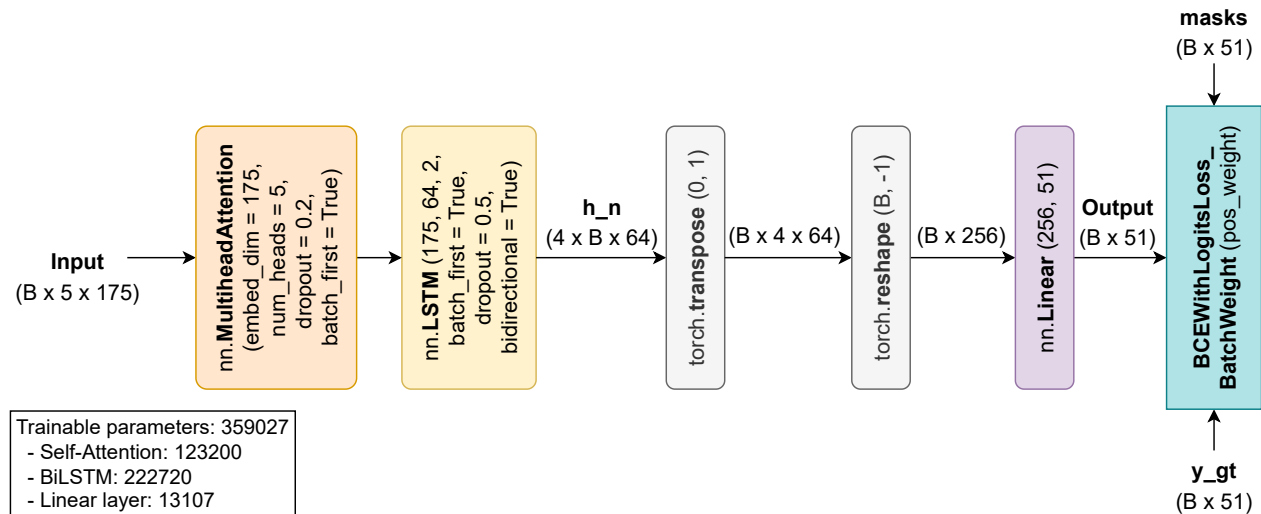 Input
(B x 5 x 175)
nn.MultiheadAttention
(embed_dim = 175,
num_heads = 5,
dropout = 0.2,
batch_first = True)
nn.LSTM (175, 64, 2,
batch_first = True,
dropout = 0.5,
bidirectional = True)
h_n
(4 x B x 64)
torch.transpose (0, 1)
(B x 4 x 64)
torch.reshape (B, -1)
(B x 256)
nn.Linear (256, 51)
Output
(B x 51)
masks
(B x 51)
BCEWithLogitsLoss_
BatchWeight (pos_weight)
y_gt
(B x 51)
Trainable parameters: 359027
- Self-Attention: 123200
- BiLSTM: 222720
- Linear layer: 13107